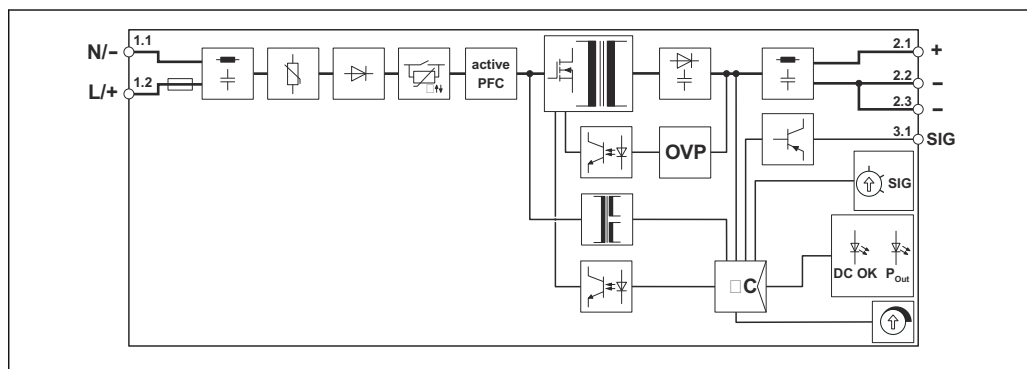 N/− 1.1
L/+ 1.2
active
PFC
2.1 +
2.2 −
2.3 −
3.1 SIG
OVP
SIG
□C
DC OK POut